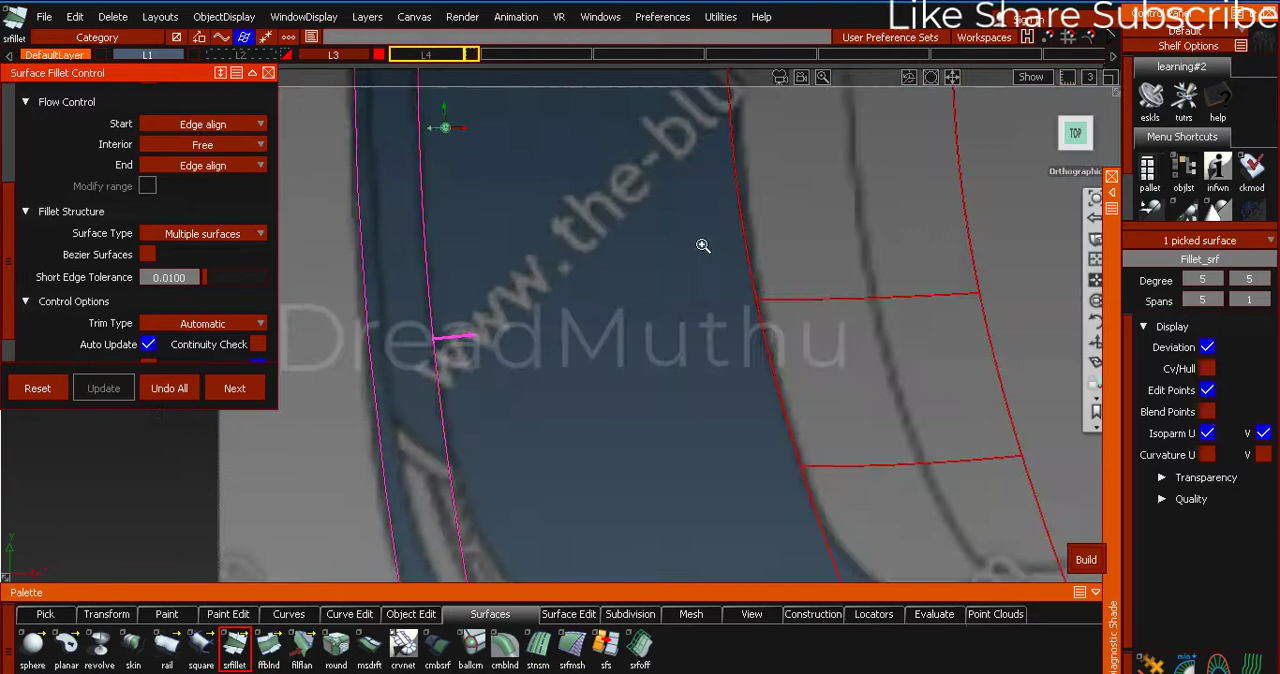 File Edit Delete Layouts ObjectDisplay WindowDisplay Layers Canvas Render Animation VR Windows Preferences Utilities Help
Like Share Subscribe
srfillet Category User Preference Sets Workspaces
Default
Shelf Options
DefaultLayer L1 L2 L3 L4
Surface Fillet Control
Show 3
learning#2
Flow Control
eskls tutrs help
Start Edge align
Interior Free
End Edge align
Modify range
TOP
Orthographic
Menu Shortcuts
pallet objlst infwn ckmod
Fillet Structure
Surface Type Multiple surfaces
Bezier Surfaces
Short Edge Tolerance 0.0100
Control Options
Trim Type Automatic
Auto Update Continuity Check
Reset Update Undo All Next
www.the-blu
DreadMuthu
1 picked surface
Fillet_srf
Degree 5 5
Spans 5 1
Display
Deviation
Cv/Hull
Edit Points
Blend Points
Isoparm U V
Curvature U V
Transparency
Quality
Build
Diagnostic Shade
Palette
Pick Transform Paint Paint Edit Curves Curve Edit Object Edit Surfaces Surface Edit Subdivision Mesh View Construction Locators Evaluate Point Clouds
sphere planar revolve skin rail square srfillet ffblnd filflan round msdrft crvnet cmbsrf ballcrn cmblnd stnsrn srfmsh sfs srfoff